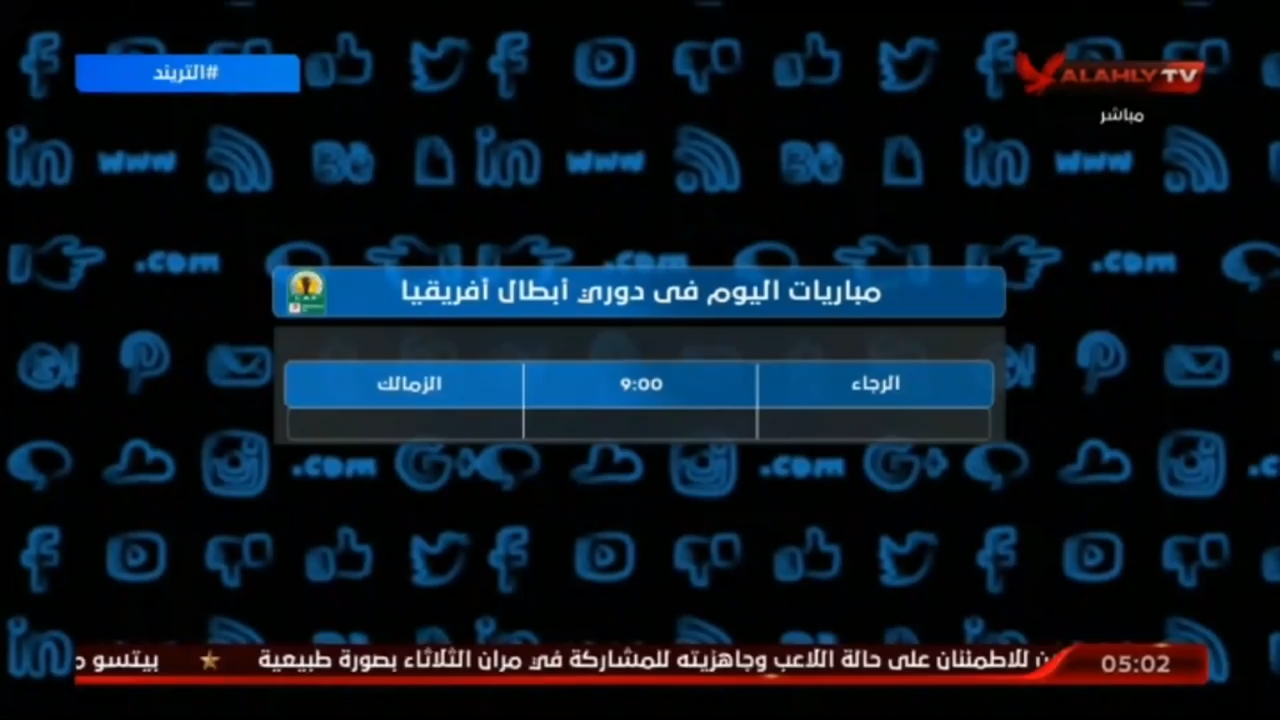 #التريند
ALAHLY TV
مباشر
مباريات اليوم فى دوري أبطال أفريقيا
الرجاء 9:00 الزمالك
05:02 للاطمئنان على حالة اللاعب وجاهزيته للمشاركة في مران الثلاثاء بصورة طبيعية ★ بيتسو